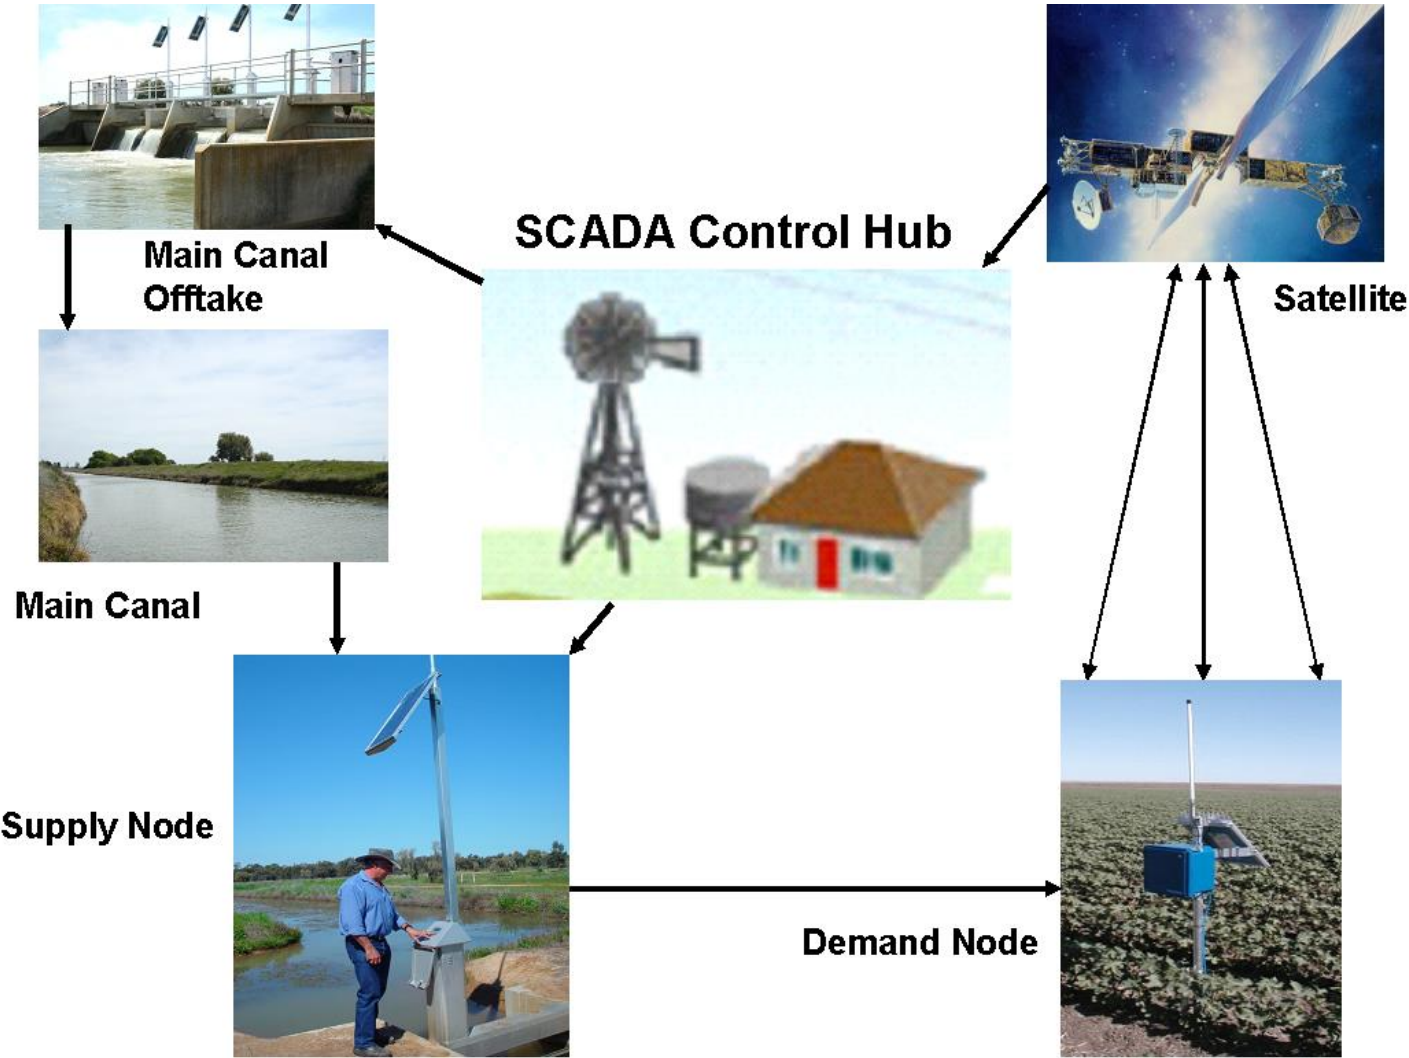 SCADA Control Hub
Main Canal
Offtake
Satellite
Main Canal
Supply Node
Demand Node